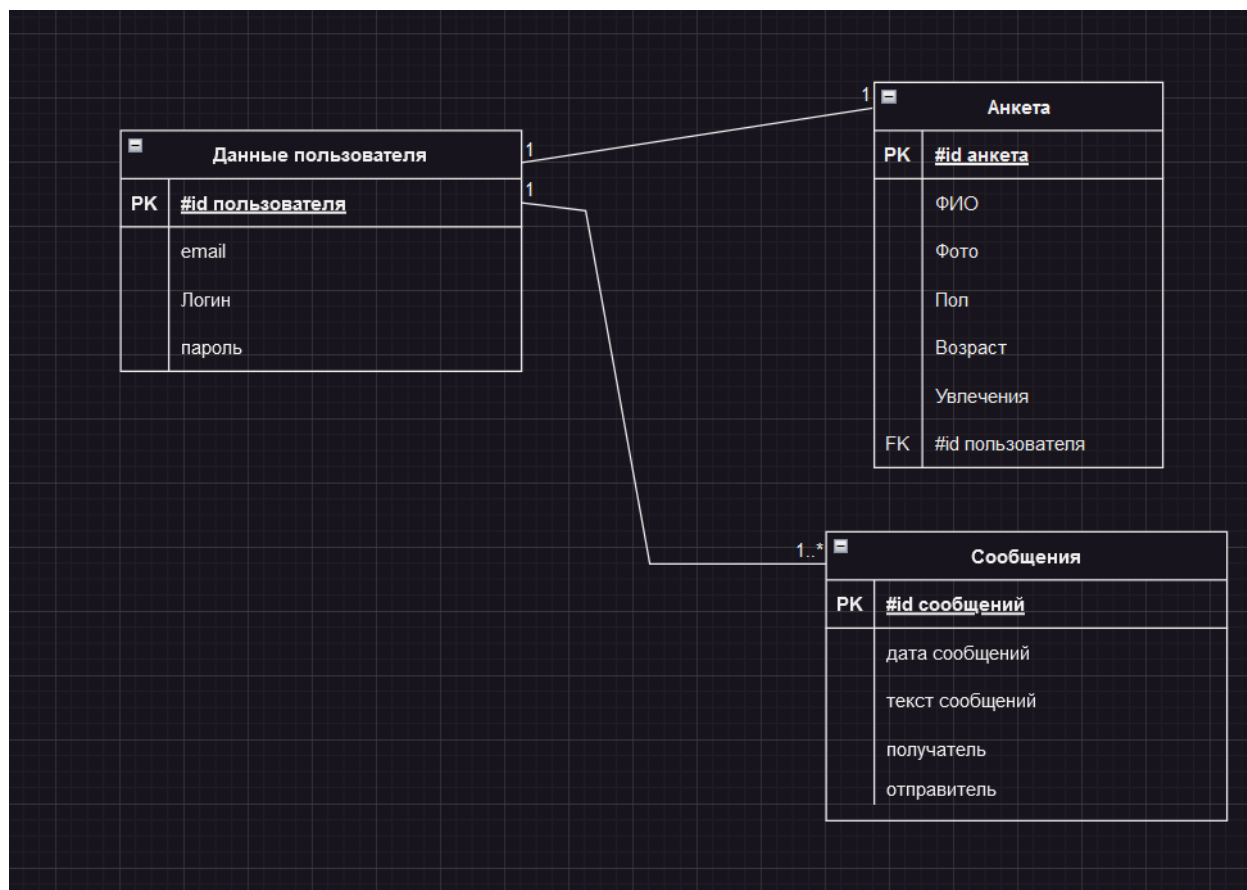 Данные пользователя
PK #id пользователя
email
Логин
пароль
1
1
1
Анкета
PK #id анкета
ФИО
Фото
Пол
Возраст
Увлечения
FK #id пользователя
1..*
Сообщения
PK #id сообщений
дата сообщений
текст сообщений
получатель
отправитель